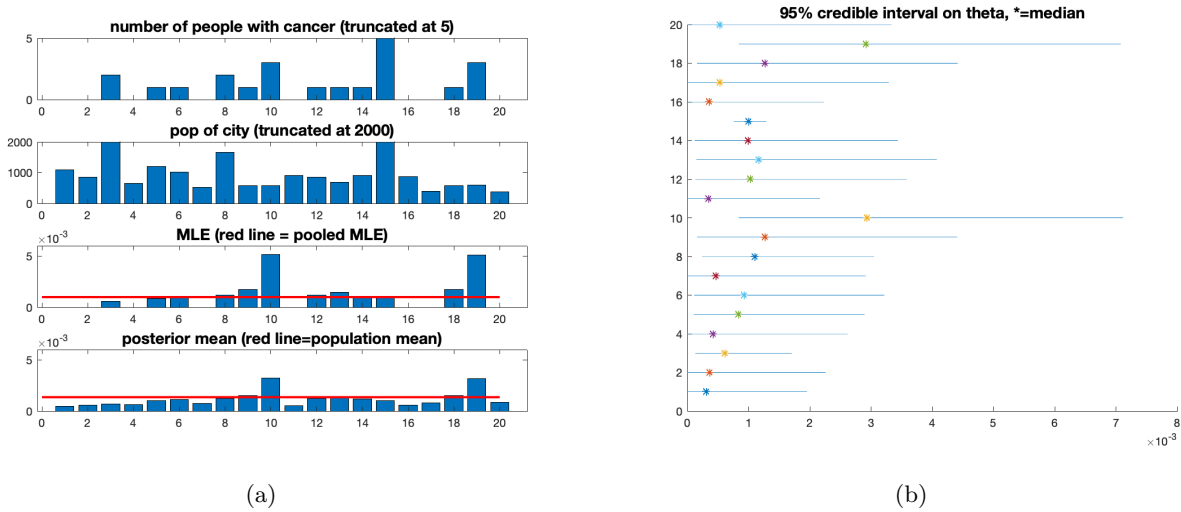 number of people with cancer (truncated at 5)
5
0
0 2 4 6 8 10 12 14 16 18 20
pop of city (truncated at 2000)
2000
1000
0
0 2 4 6 8 10 12 14 16 18 20
×10⁻³
MLE (red line = pooled MLE)
5
0
0 2 4 6 8 10 12 14 16 18 20
×10⁻³
posterior mean (red line=population mean)
5
0
0 2 4 6 8 10 12 14 16 18 20
(a)
95% credible interval on theta, *=median
20
18
16
14
12
10
8
6
4
2
0
0 1 2 3 4 5 6 7 8
×10⁻³
(b)